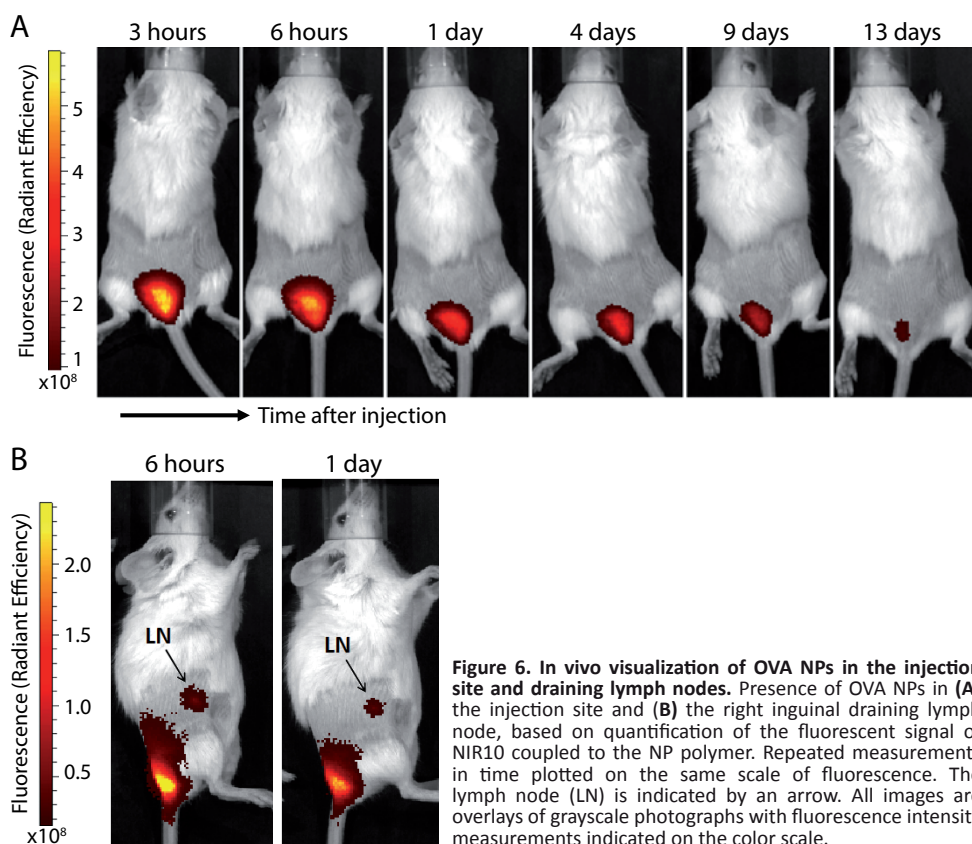 A
3 hours 6 hours 1 day 4 days 9 days 13 days
Fluorescence (Radiant Efficiency)
5
4
3
2
1
x10⁸
Time after injection
B
6 hours 1 day
Fluorescence (Radiant Efficiency)
2.0
1.5
1.0
0.5
x10⁸
LN
LN
Figure 6. In vivo visualization of OVA NPs in the injection
site and draining lymph nodes. Presence of OVA NPs in (A
the injection site and (B) the right inguinal draining lymph
node, based on quantification of the fluorescent signal o
NIR10 coupled to the NP polymer. Repeated measurement
in time plotted on the same scale of fluorescence. The
lymph node (LN) is indicated by an arrow. All images are
overlays of grayscale photographs with fluorescence intensit
measurements indicated on the color scale.